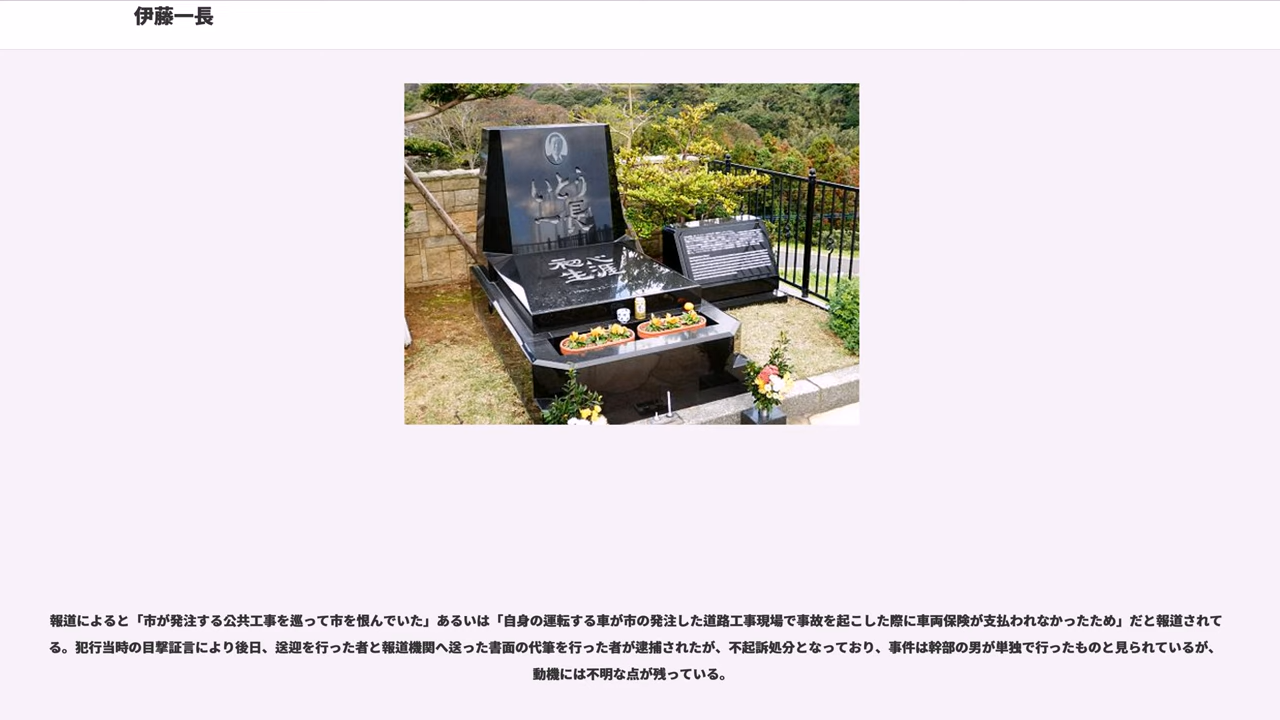 伊藤一長
いとう
一長
初心
生涯
報道によると「市が発注する公共工事を巡って市を恨んでいた」あるいは「自身の運転する車が市の発注した道路工事現場で事故を起こした際に車両保険が支払われなかったため」だと報道されて
る。犯行当時の目撃証言により後日、送迎を行った者と報道機関へ送った書面の代筆を行った者が逮捕されたが、不起訴処分となっており、事件は幹部の男が単独で行ったものと見られているが、
動機には不明な点が残っている。